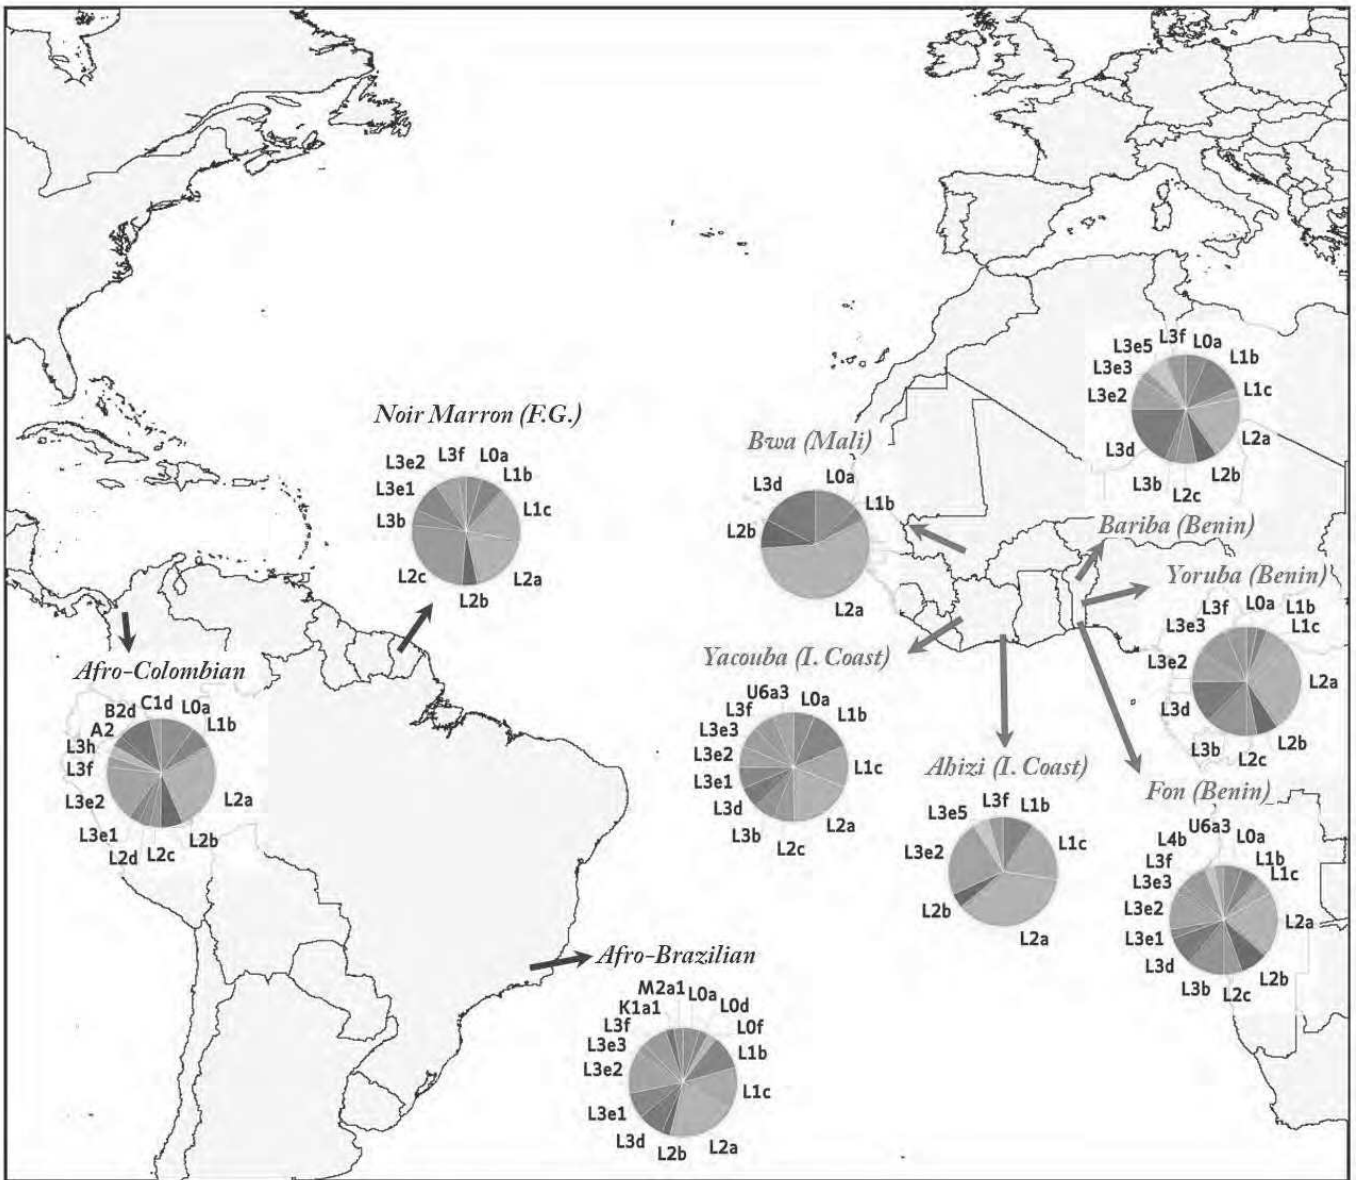 Noir Marron (F.G.)
L3f L0a
L3e2 L1b
L3e1 L1c
L3b
L2c L2a
L2b
Bwa (Mali)
L3d L0a
L1b
L2b
L2a
L3f L0a
L3e5 L1b
L3e3 L1c
L3e2
L3d L2a
L3b L2b
L2c
Bariba (Benin)
Yoruba (Benin)
L3f L0a L1b
L3e3 L1c
L3e2
L3d L2a
L3b L2c L2b
Afro-Colombian
B2d C1d L0a
A2 L1b
L3h
L3f
L3e2 L2a
L3e1 L2b
L2d L2c
Yacouba (I. Coast)
U6a3 L0a
L3f L1b
L3e3
L3e2 L1c
L3e1
L3d L2a
L3b L2c
Ahizi (I. Coast)
L3f L1b
L3e5 L1c
L3e2
L2b L2a
Fon (Benin)
U6a3
L4b L0a
L3f L1b
L3e3 L1c
L3e2 L2a
L3e1
L3d L2b
L3b L2c
Afro-Brazilian
M2a1 L0a
K1a1 L0d
L3f L0f
L3e3 L1b
L3e2 L1c
L3e1
L3d L2b L2a